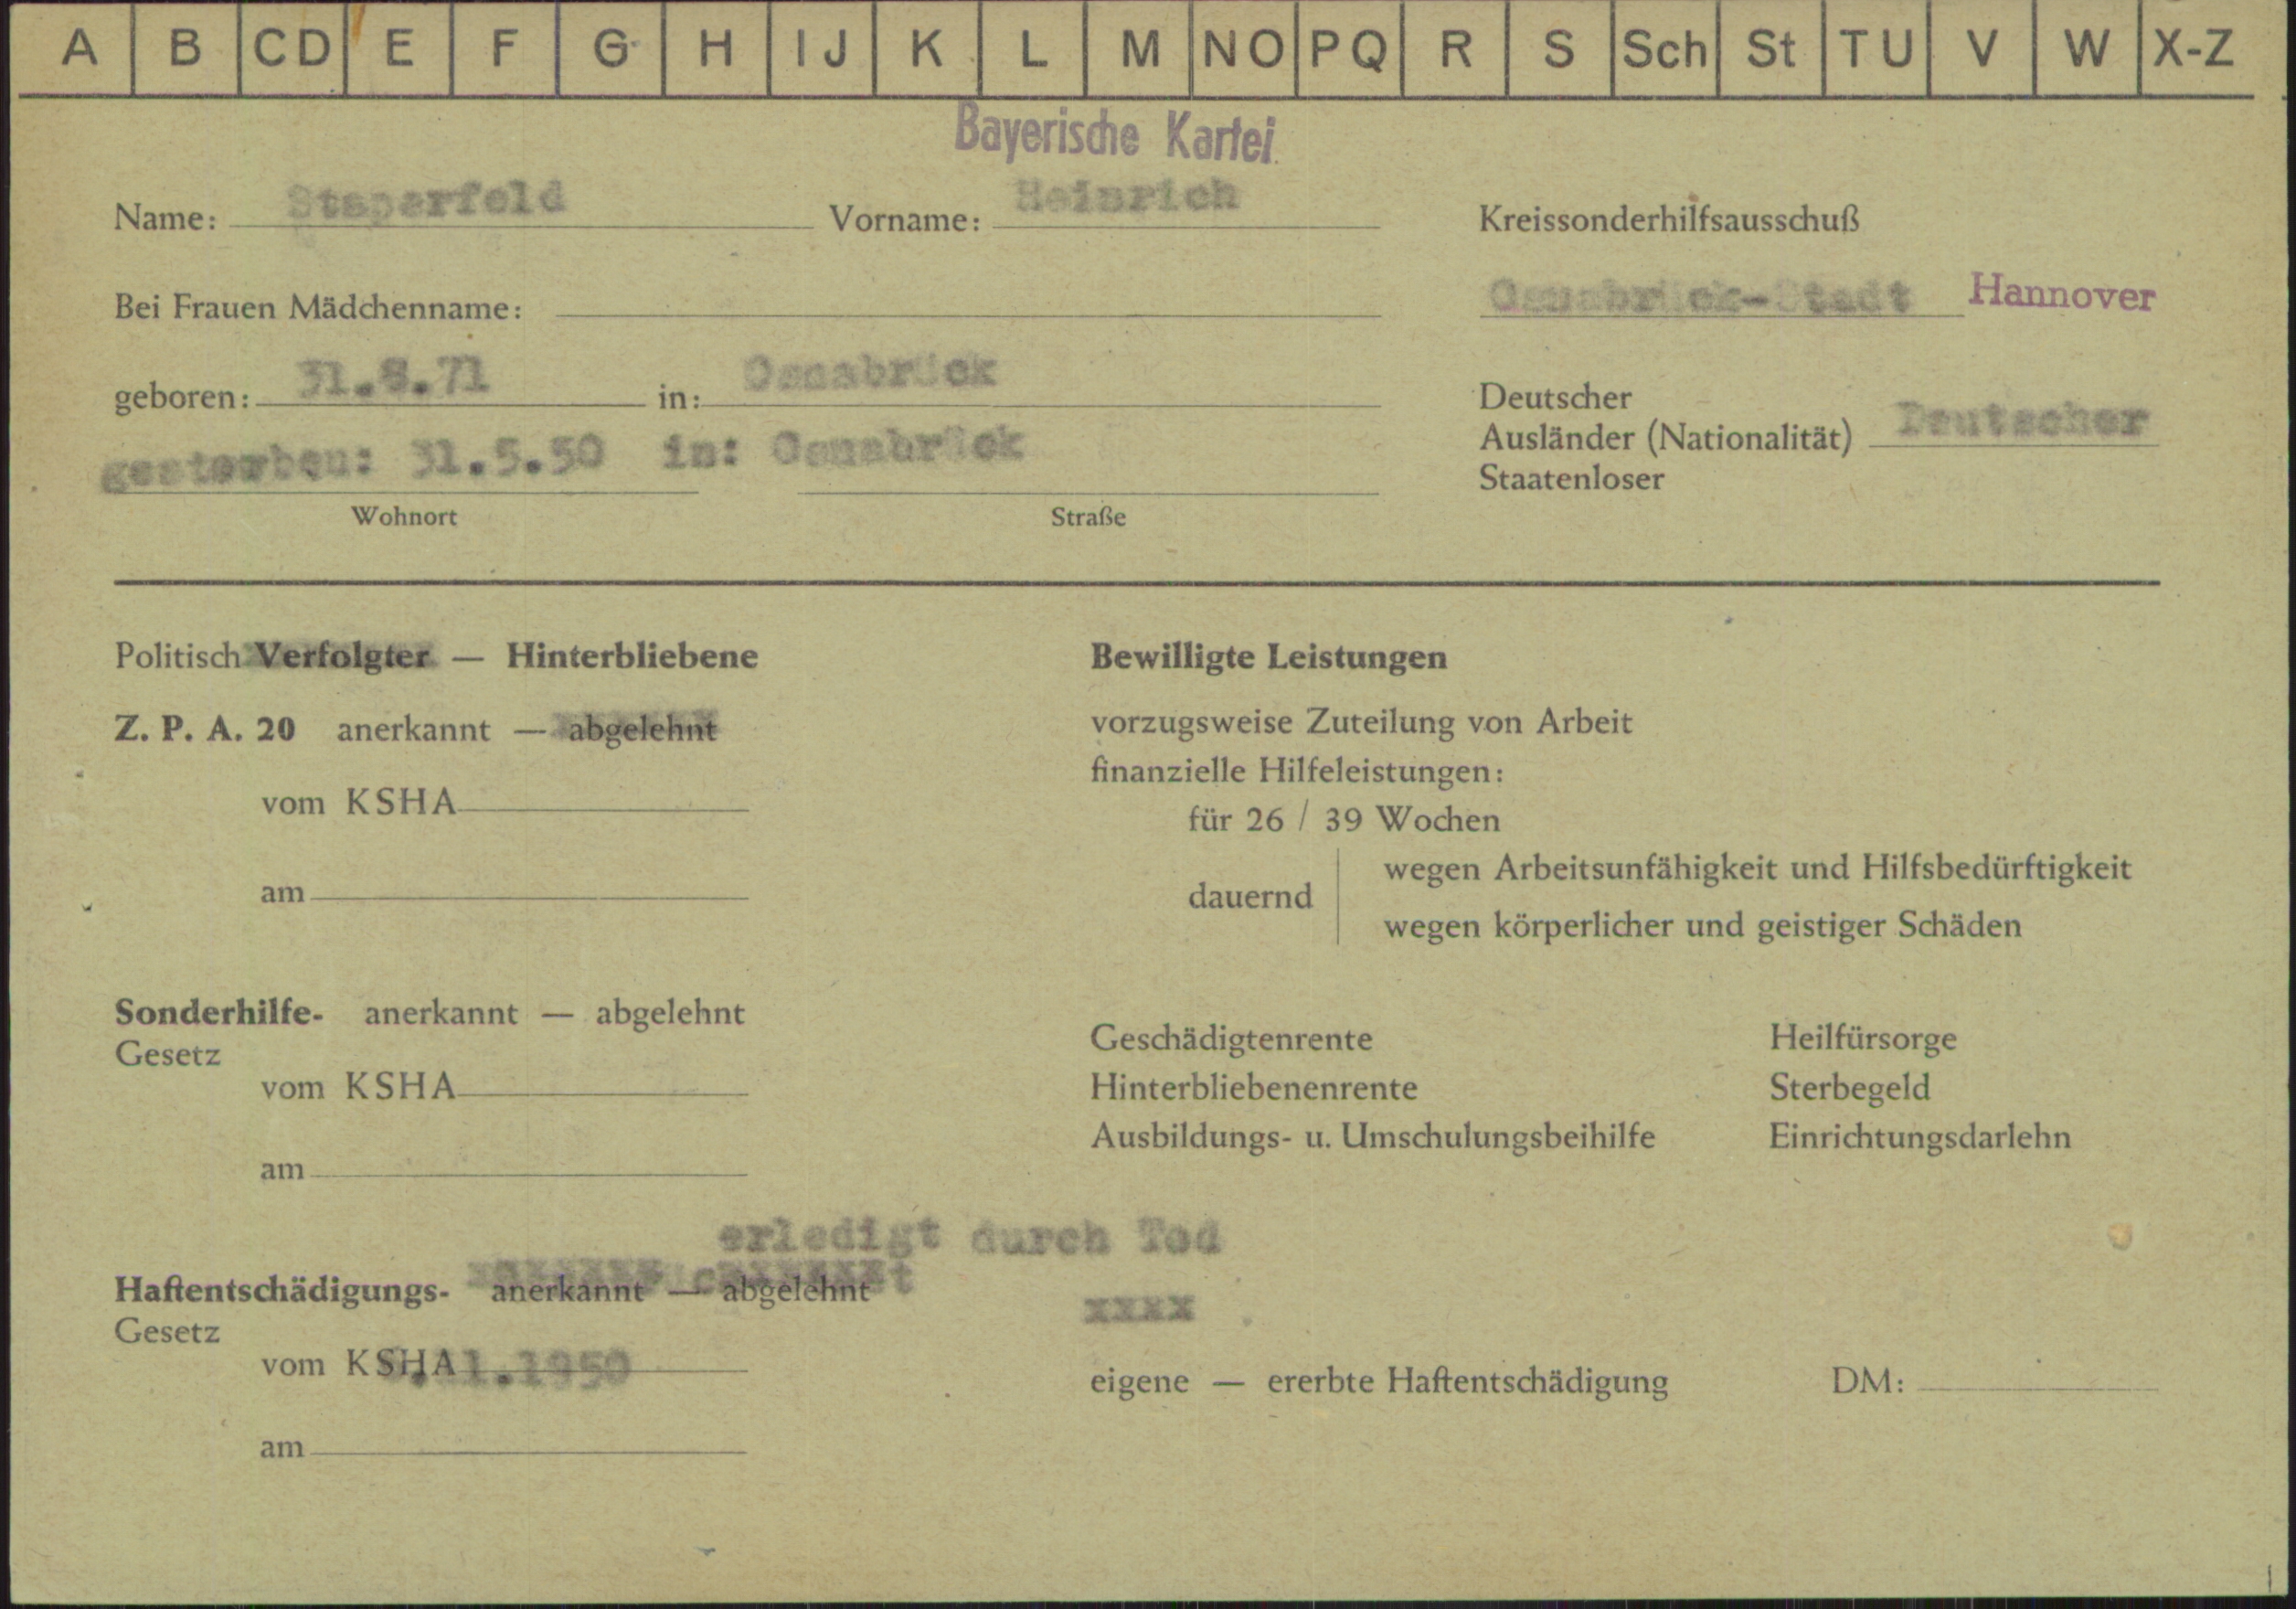 A B CD E F G H I J K L M NO PQ R S Sch St TU V W X-Z
Bayerische Kartei
Name: Staperfeld Vorname: Heinrich Kreissonderhilfsausschuß
Bei Frauen Mädchenname: Osnabrück-Stadt Hannover
geboren: 31.8.71 in: Osnabrück Deutscher
Ausländer (Nationalität) Deutscher
gestorben: 31.5.50 in: Osnabrück Staatenloser
Wohnort Straße
Politisch Verfolgter — Hinterbliebene Bewilligte Leistungen
Z. P. A. 20 anerkannt — abgelehnt vorzugsweise Zuteilung von Arbeit
finanzielle Hilfeleistungen:
vom KSHA für 26 / 39 Wochen
wegen Arbeitsunfähigkeit und Hilfsbedürftigkeit
am dauernd
wegen körperlicher und geistiger Schäden
Sonderhilfe- anerkannt — abgelehnt
Gesetz Geschädigtenrente Heilfürsorge
vom KSHA Hinterbliebenenrente Sterbegeld
Ausbildungs- u. Umschulungsbeihilfe Einrichtungsdarlehn
am
erledigt durch Tod
Haftentschädigungs- anerkannt — abgelehnt
xxxx
Gesetz
vom KSHA 1.1950
eigene — ererbte Haftentschädigung DM:
am